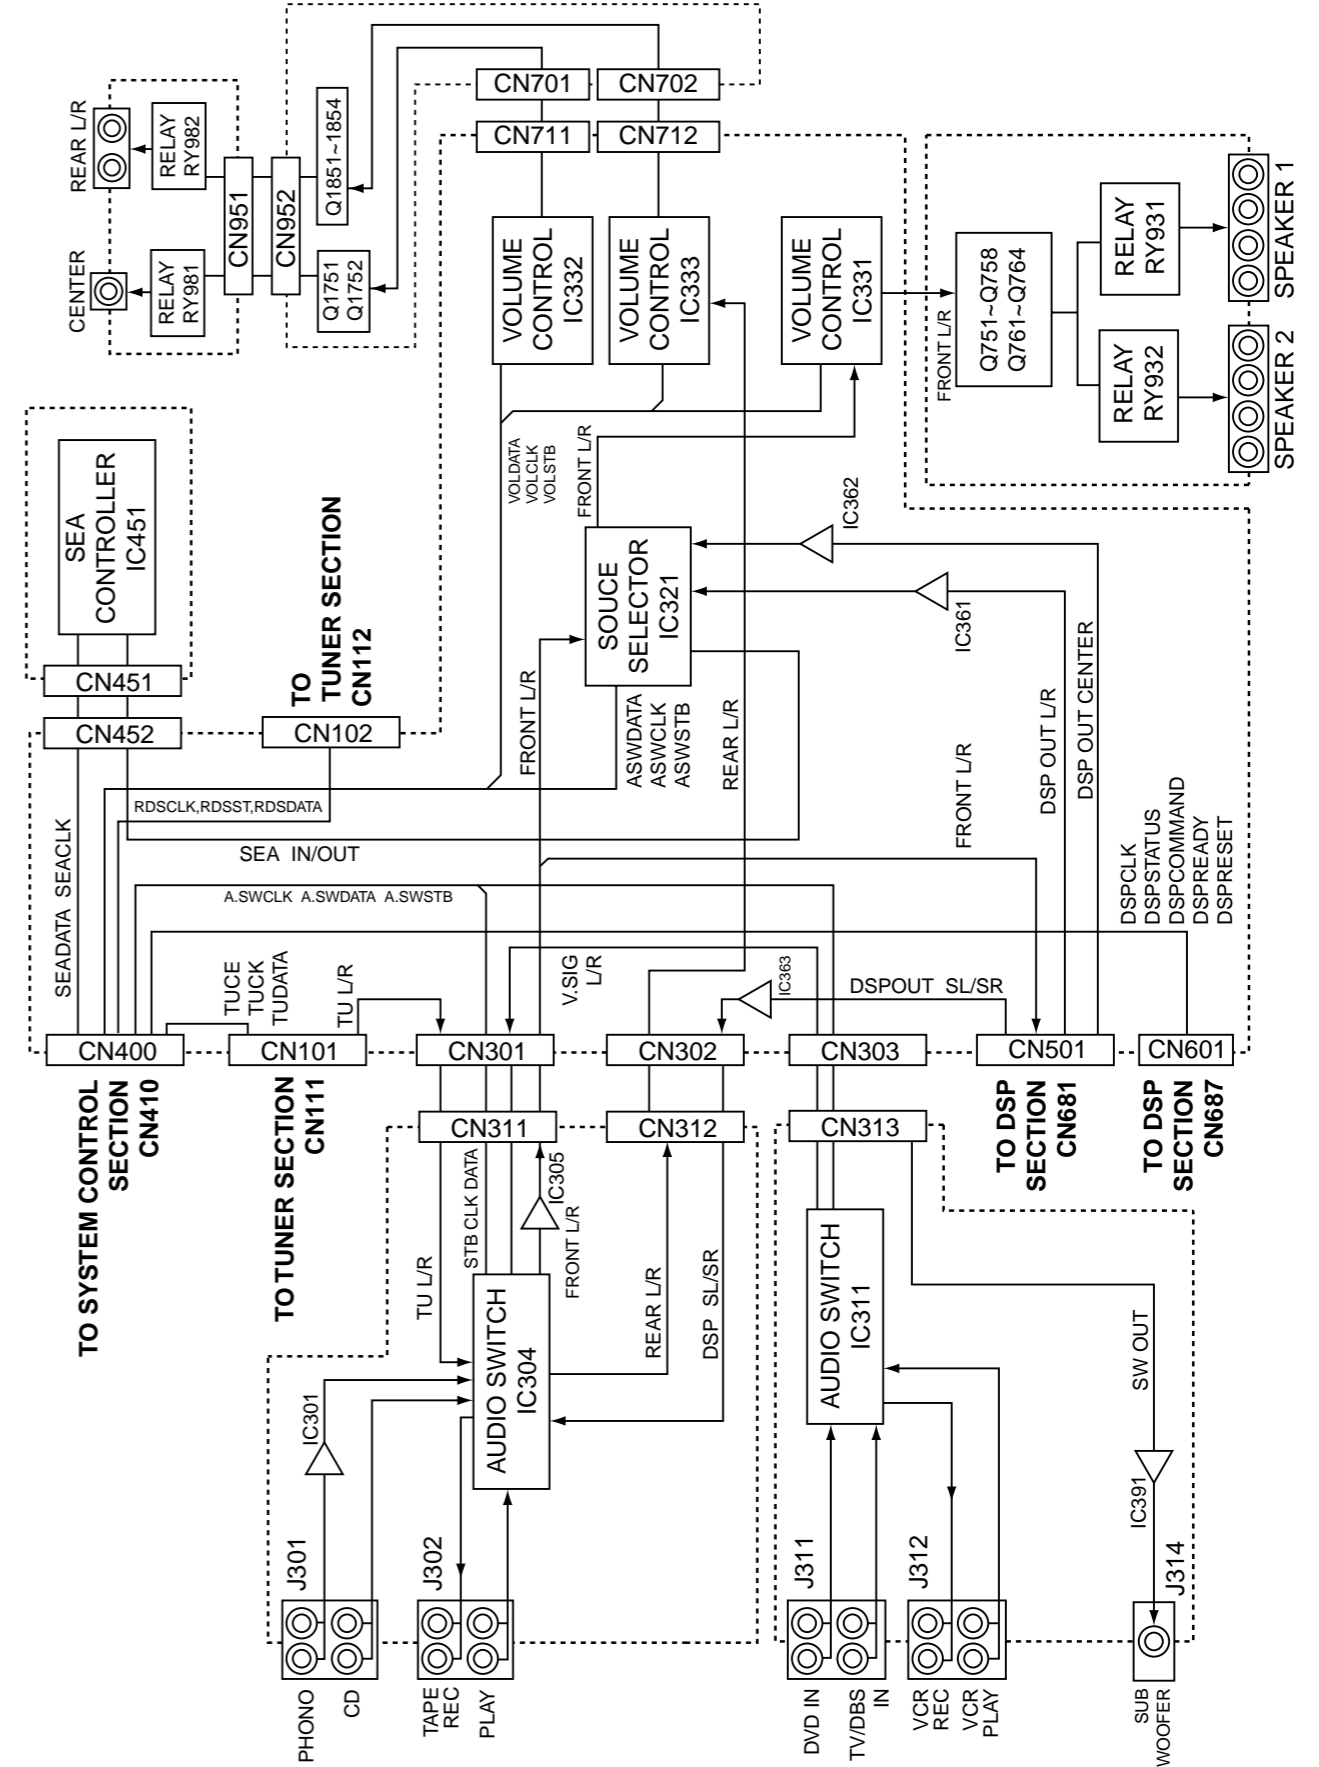 REAR L/R
CENTER
RELAY
RY982
RELAY
RY981
CN951
CN952
Q1851~1854
Q1751
Q1752
CN701
CN702
CN711
CN712
VOLUME
CONTROL
IC332
VOLUME
CONTROL
IC333
VOLUME
CONTROL
IC331
FRONT L/R
Q751~Q758
Q761~Q764
RELAY
RY931
RELAY
RY932
SPEAKER 1
SPEAKER 2
SEA
CONTROLLER
IC451
CN451
CN452
TO
TUNER SECTION
CN112
CN102
VOLDATA
VOLCLK
VOLSTB
FRONT L/R
SOUCE
SELECTOR
IC321
IC362
IC361
FRONT L/R
ASWDATA
ASWCLK
ASWSTB
REAR L/R
FRONT L/R
DSP OUT L/R
DSP OUT CENTER
SEADATA SEACLK
RDSCLK,RDSST,RDSDATA
SEA IN/OUT
A.SWCLK A.SWDATA A.SWSTB
DSPCLK
DSPSTATUS
DSPCOMMAND
DSPREADY
DSPRESET
TUCE
TUCK
TUDATA
TU L/R
V.SIG
L/R
IC363
DSPOUT SL/SR
CN400
CN101
CN301
CN302
CN303
CN501
CN601
TO SYSTEM CONTROL
SECTION
CN410
TO TUNER SECTION
CN111
CN311
CN312
CN313
TO DSP
SECTION
CN681
TO DSP
SECTION
CN687
TU L/R
STB CLK DATA
IC305
FRONT L/R
REAR L/R
DSP SL/SR
AUDIO SWITCH
IC304
AUDIO SWITCH
IC311
SW OUT
IC301
IC391
J301
J302
J311
J312
J314
PHONO
CD
TAPE
REC
PLAY
DVD IN
TV/DBS
IN
VCR
REC
VCR
PLAY
SUB
WOOFER